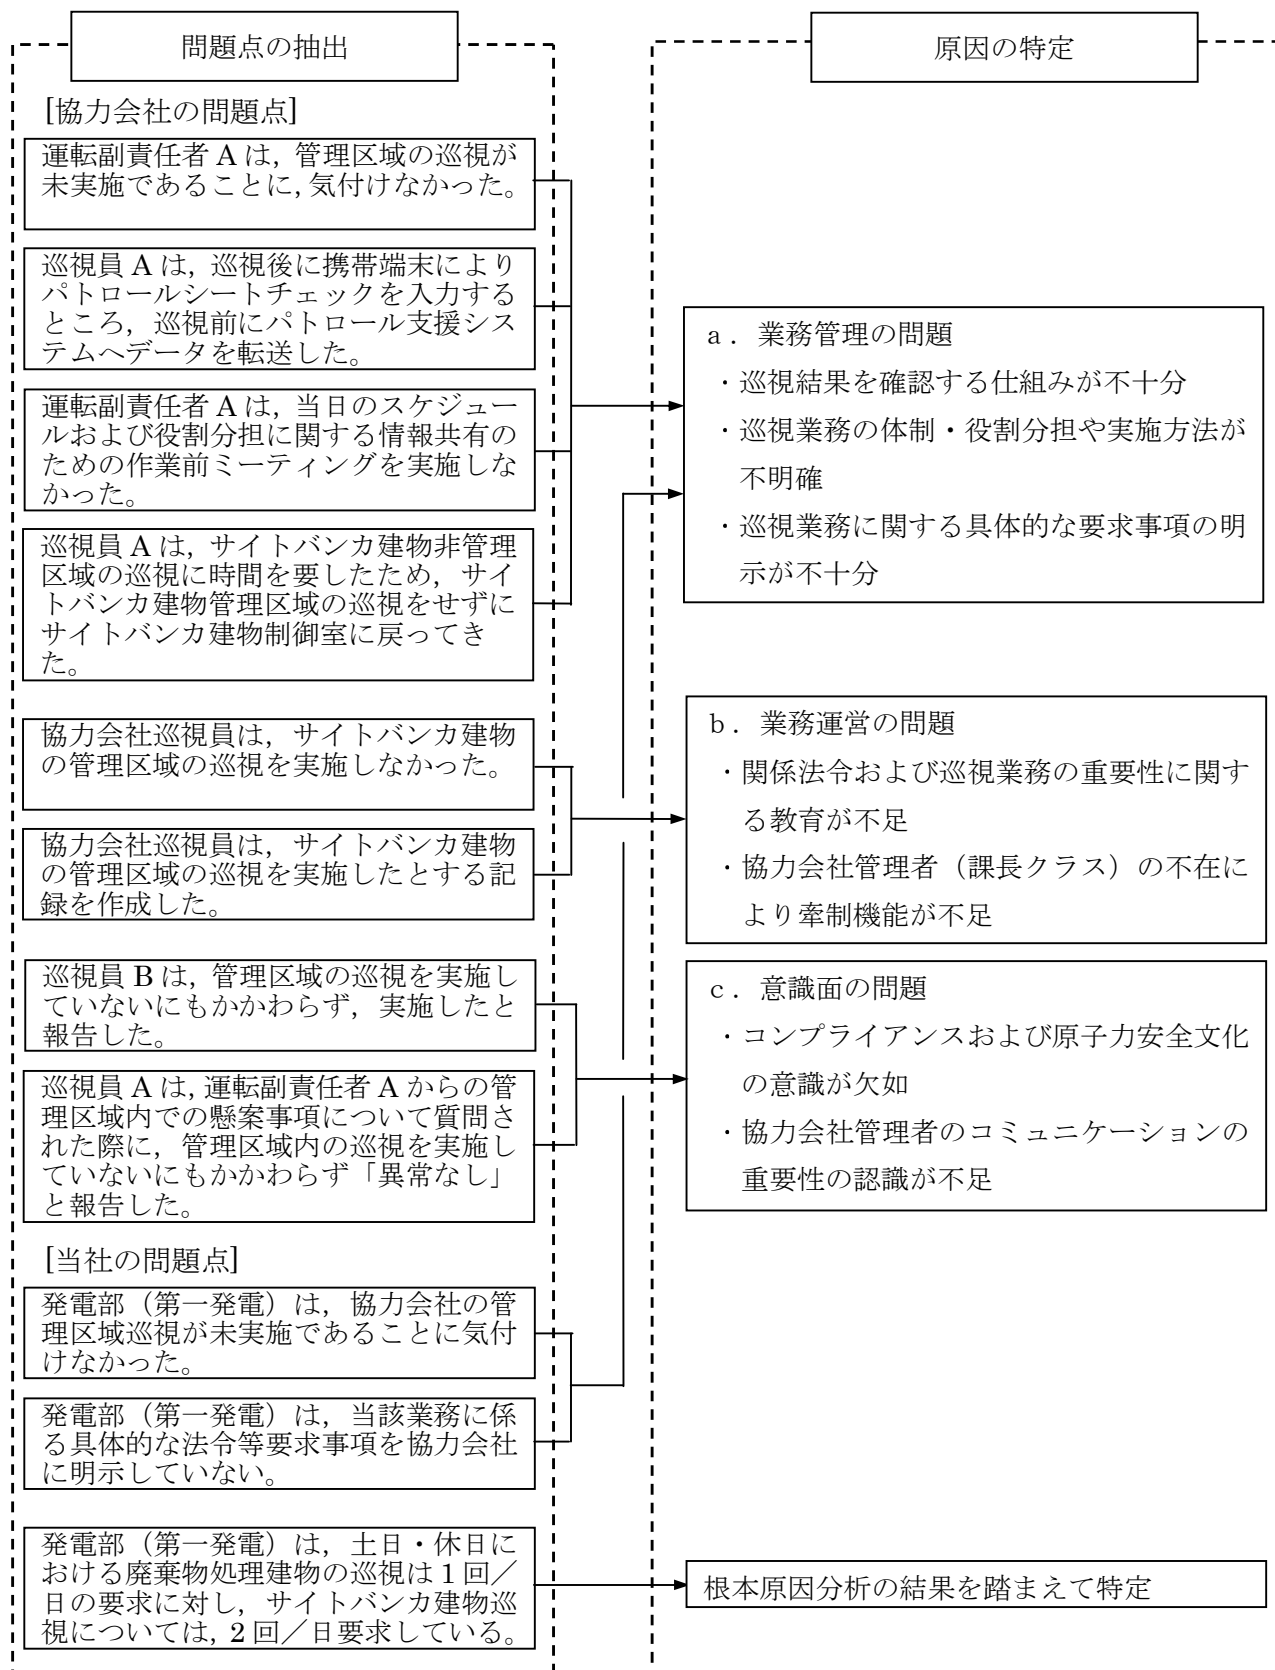 問題点の抽出
[協力会社の問題点]
運転副責任者 A は，管理区域の巡視が
未実施であることに，気付けなかった。
巡視員 A は，巡視後に携帯端末により
パトロールシートチェックを入力する
ところ，巡視前にパトロール支援シス
テムへデータを転送した。
運転副責任者 A は，当日のスケジュー
ルおよび役割分担に関する情報共有の
ための作業前ミーティングを実施しな
かった。
巡視員 A は，サイトバンカ建物非管理
区域の巡視に時間を要したため，サイ
トバンカ建物管理区域の巡視をせずに
サイトバンカ建物制御室に戻ってき
た。
協力会社巡視員は，サイトバンカ建物
の管理区域の巡視を実施しなかった。
協力会社巡視員は，サイトバンカ建物
の管理区域の巡視を実施したとする記
録を作成した。
巡視員 B は，管理区域の巡視を実施し
ていないにもかかわらず，実施したと
報告した。
巡視員 A は，運転副責任者 A からの管
理区域内での懸案事項について質問さ
れた際に，管理区域内の巡視を実施し
ていないにもかかわらず「異常なし」
と報告した。
[当社の問題点]
発電部（第一発電）は，協力会社の管
理区域巡視が未実施であることに気付
けなかった。
発電部（第一発電）は，当該業務に係
る具体的な法令等要求事項を協力会社
に明示していない。
発電部（第一発電）は，土日・休日に
おける廃棄物処理建物の巡視は 1 回／
日の要求に対し，サイトバンカ建物巡
視については，2 回／日要求している。
原因の特定
a．業務管理の問題
・巡視結果を確認する仕組みが不十分
・巡視業務の体制・役割分担や実施方法が
不明確
・巡視業務に関する具体的な要求事項の明
示が不十分
b．業務運営の問題
・関係法令および巡視業務の重要性に関す
る教育が不足
・協力会社管理者（課長クラス）の不在に
より牽制機能が不足
c．意識面の問題
・コンプライアンスおよび原子力安全文化
の意識が欠如
・協力会社管理者のコミュニケーションの
重要性の認識が不足
根本原因分析の結果を踏まえて特定